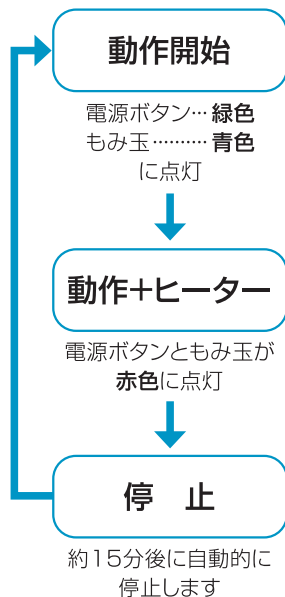 動作開始
電源ボタン…緑色
もみ玉………青色
に点灯
動作+ヒーター
電源ボタンともみ玉が
赤色に点灯
停 止
約15分後に自動的に
停止します